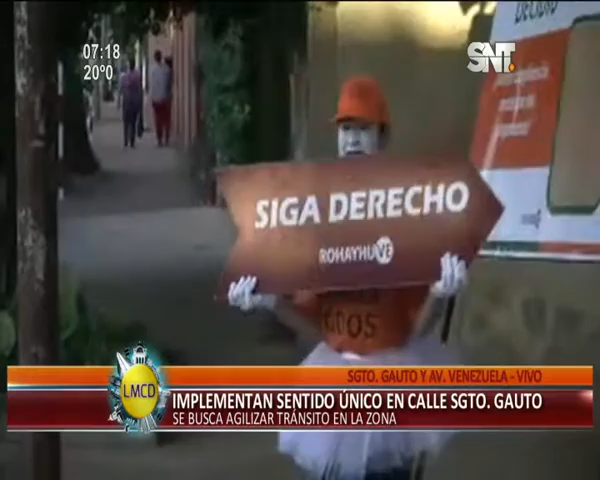 07:18
20°0
SNT.
SIGA DERECHO
ROHAYHUVE
SGTO. GAUTO Y AV. VENEZUELA - VIVO
LMCD
IMPLEMENTAN SENTIDO ÚNICO EN CALLE SGTO. GAUTO
SE BUSCA AGILIZAR TRÁNSITO EN LA ZONA